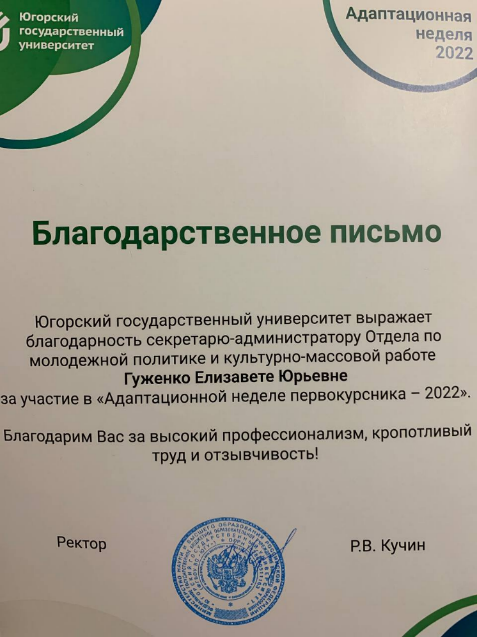 Югорский
государственный
университет
Адаптационная
неделя
2022
Благодарственное письмо
Югорский государственный университет выражает
благодарность секретарю-администратору Отдела по
молодежной политике и культурно-массовой работе
Гуженко Елизавете Юрьевне
за участие в «Адаптационной неделе первокурсника – 2022».
Благодарим Вас за высокий профессионализм, кропотливый
труд и отзывчивость!
Ректор
Р.В. Кучин